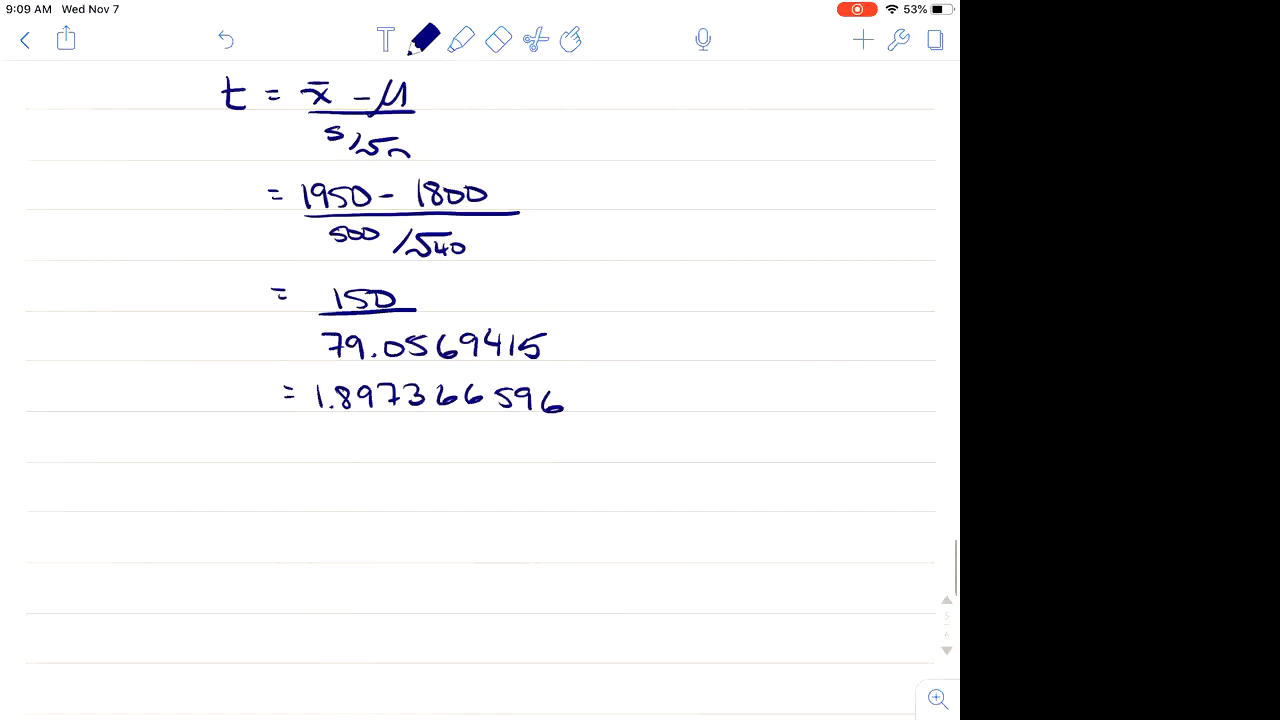 9:09 AM Wed Nov 7 53%
T
t = x̄ - μ
s/√n
= 1950 - 1800
500/√40
= 150
79.0569415
= 1.897366596